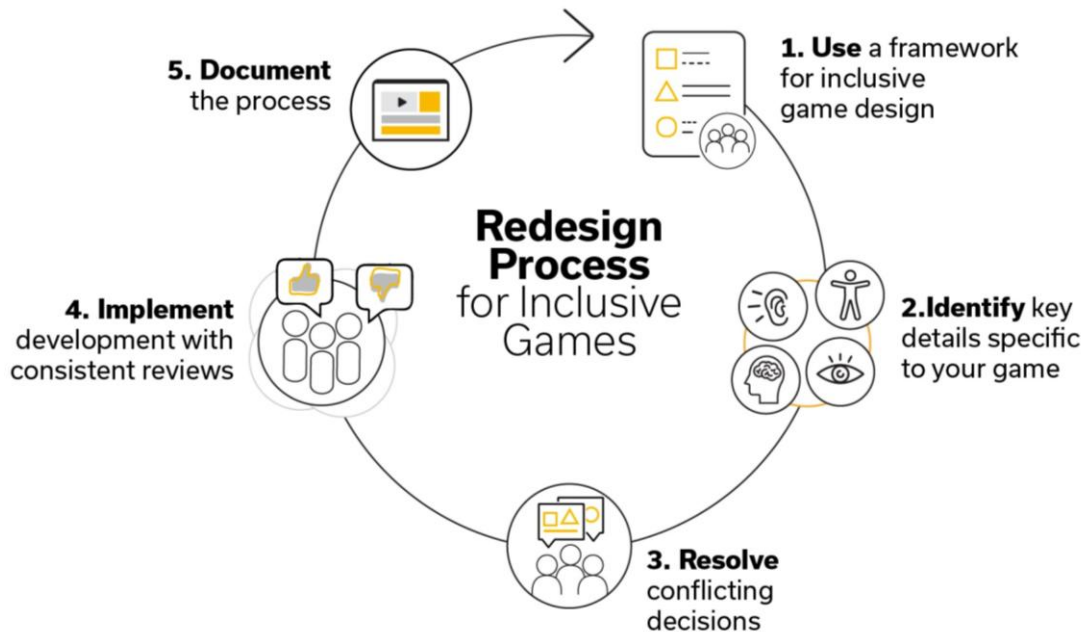 5. Document
the process
1. Use a framework
for inclusive
game design
Redesign
Process
for Inclusive
Games
4. Implement
development with
consistent reviews
2.Identify key
details specific
to your game
3. Resolve
conflicting
decisions